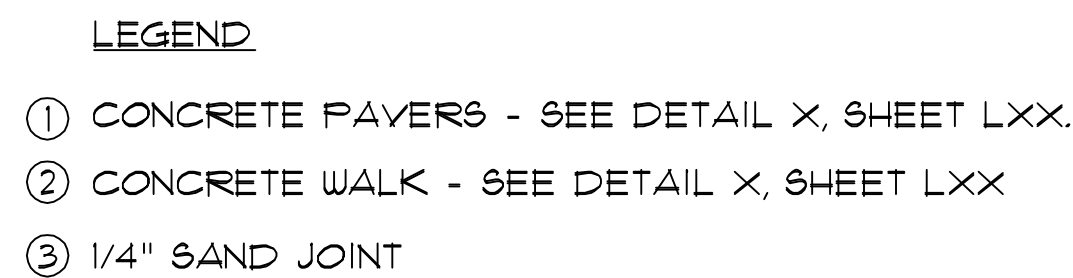 LEGEND
1 CONCRETE PAVERS - SEE DETAIL X, SHEET LXX.
2 CONCRETE WALK - SEE DETAIL X, SHEET LXX
3 1/4" SAND JOINT